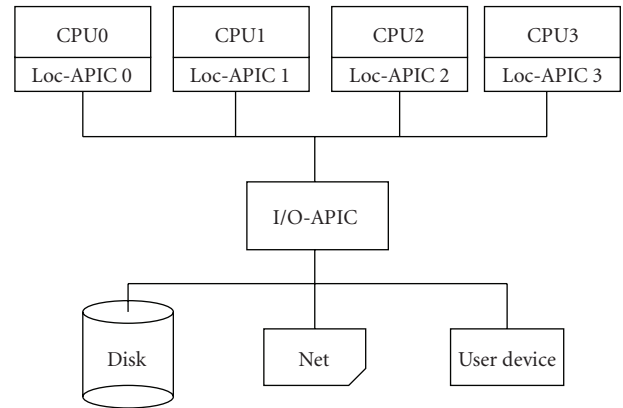 CPU0
CPU1
CPU2
CPU3
Loc-APIC 0
Loc-APIC 1
Loc-APIC 2
Loc-APIC 3
I/O-APIC
Disk
Net
User device